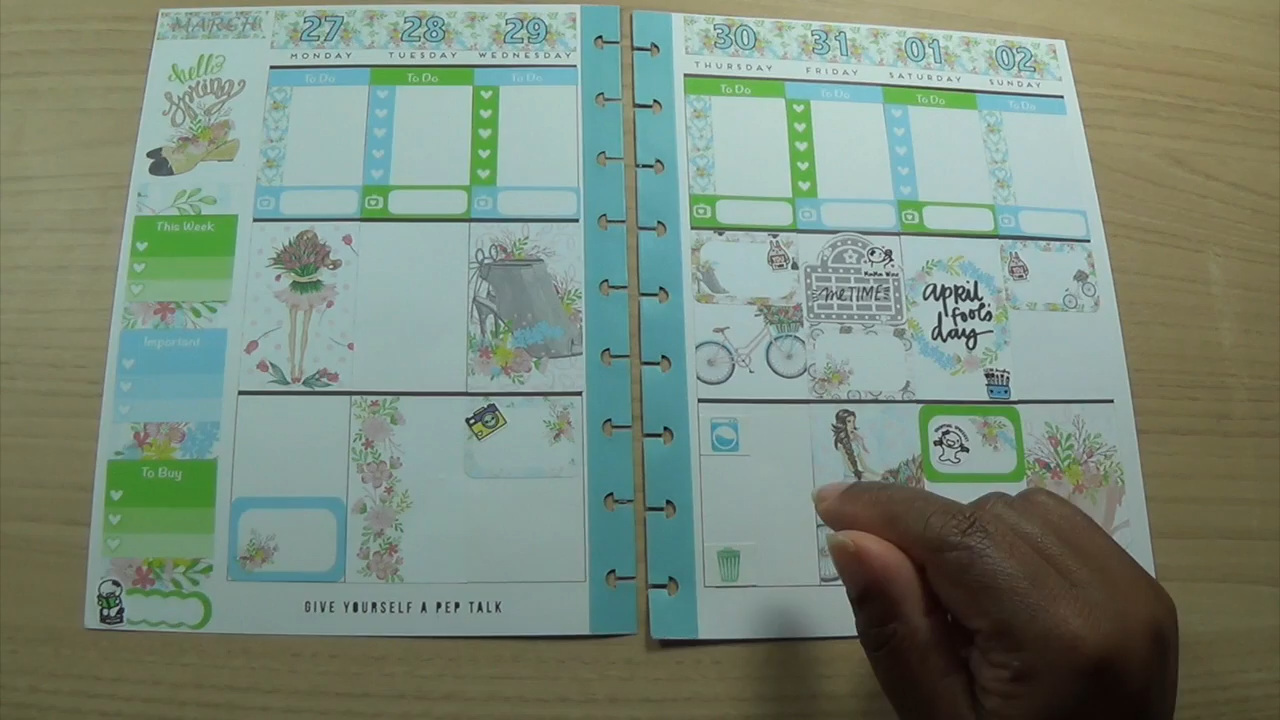 MARCH
27
28
29
MONDAY
TUESDAY
WEDNESDAY
To Do
To Do
To Do
hello
Spring
This Week
Important
To Buy
GIVE YOURSELF A PEP TALK
30
31
01
02
THURSDAY
FRIDAY
SATURDAY
SUNDAY
To Do
To Do
To Do
To Do
me TIME
april
fool's
day